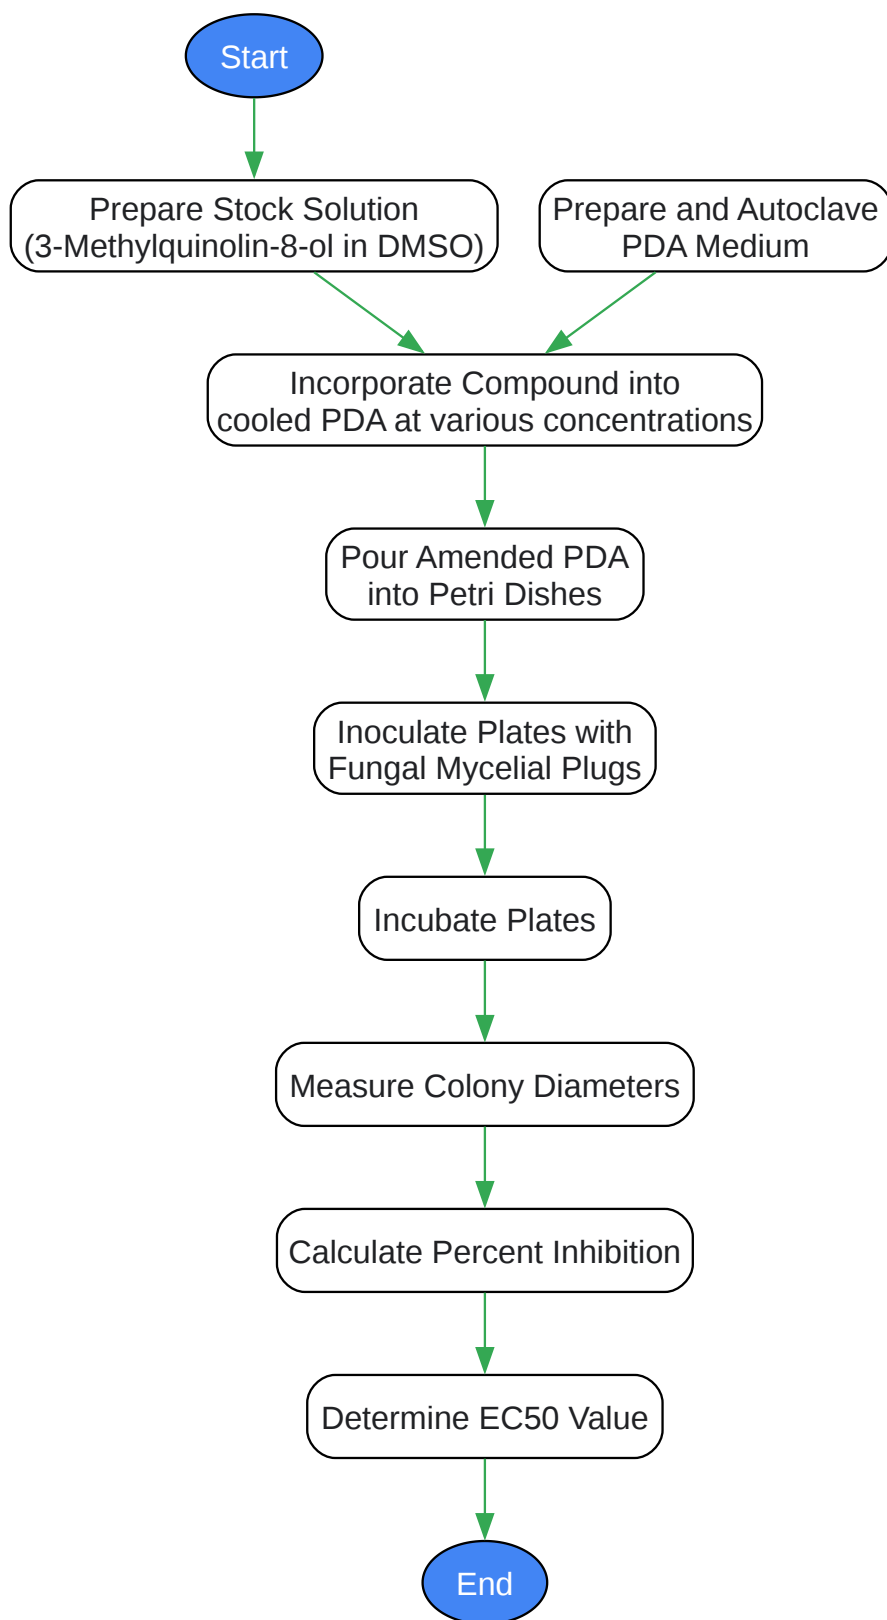 Start
Prepare Stock Solution
(3-Methylquinolin-8-ol in DMSO)
Prepare and Autoclave
PDA Medium
Incorporate Compound into
cooled PDA at various concentrations
Pour Amended PDA
into Petri Dishes
Inoculate Plates with
Fungal Mycelial Plugs
Incubate Plates
Measure Colony Diameters
Calculate Percent Inhibition
Determine EC50 Value
End